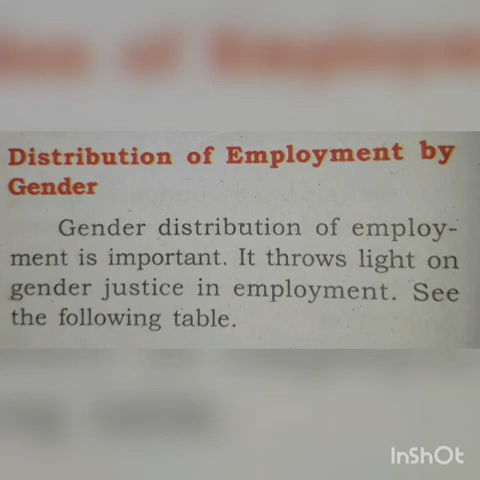 Distribution of Employment by
Gender
Gender distribution of employ-
ment is important. It throws light on
gender justice in employment. See
the following table.
InShOt